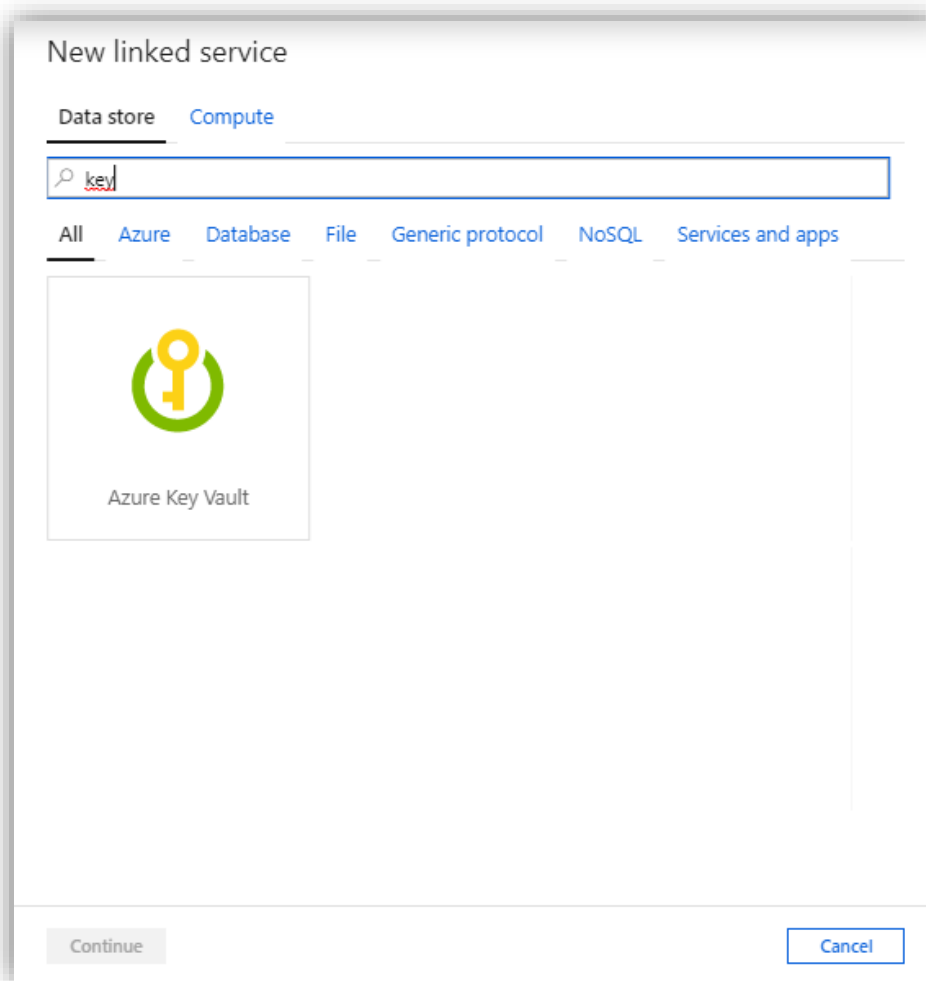 New linked service
Data store Compute
key
All Azure Database File Generic protocol NoSQL Services and apps
Azure Key Vault
Continue Cancel